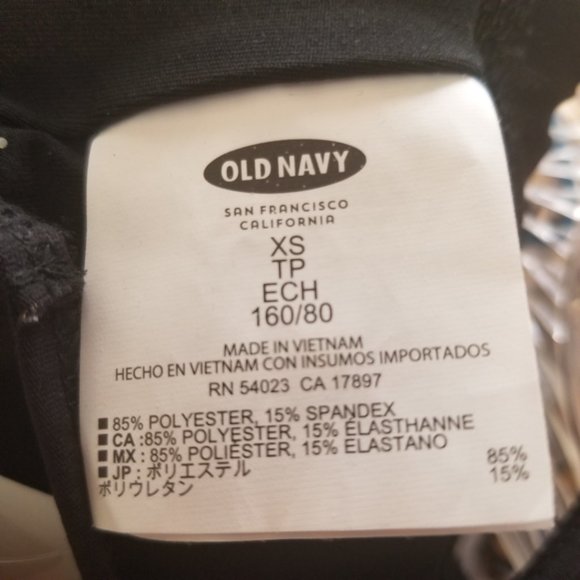 OLD NAVY
SAN FRANCISCO
CALIFORNIA
XS
TP
ECH
160/80
MADE IN VIETNAM
HECHO EN VIETNAM CON INSUMOS IMPORTADOS
RN 54023 CA 17897
■ 85% POLYESTER, 15% SPANDEX
■ CA :85% POLYESTER, 15% ÉLASTHANNE
■ MX : 85% POLIÉSTER, 15% ELASTANO
■ JP : ポリエステル 85%
ポリウレタン 15%